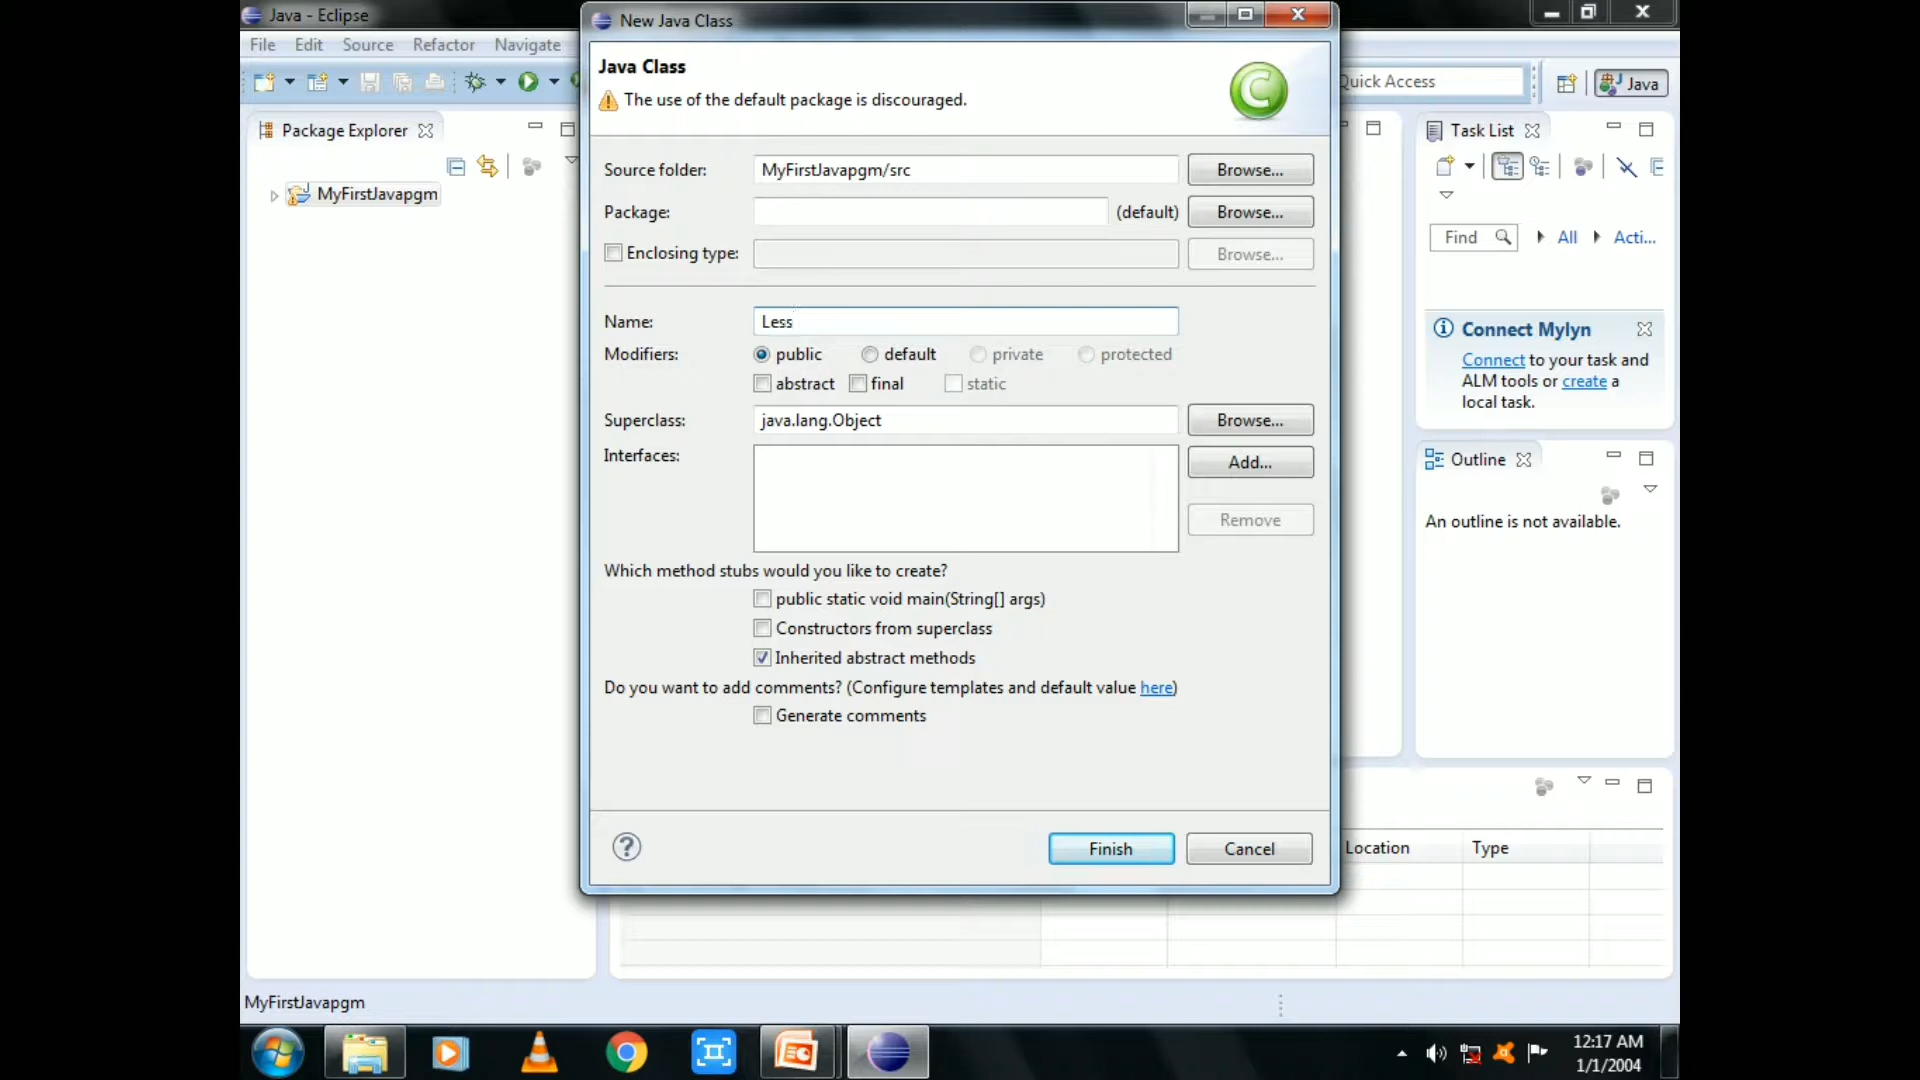 Java - Eclipse
New Java Class
File Edit Source Refactor Navigate
Java Class
The use of the default package is discouraged.
Quick Access
Java
Package Explorer
Task List
MyFirstJavapgm
Source folder: MyFirstJavapgm/src Browse...
Package: (default) Browse...
Enclosing type: Browse...
Find All Acti...
Name: Less
Modifiers: public default private protected
abstract final static
Connect Mylyn
Connect to your task and
ALM tools or create a
local task.
Superclass: java.lang.Object Browse...
Interfaces: Add...
Remove
Outline
An outline is not available.
Which method stubs would you like to create?
public static void main(String[] args)
Constructors from superclass
Inherited abstract methods
Do you want to add comments? (Configure templates and default value here)
Generate comments
Finish Cancel
Location Type
MyFirstJavapgm
12:17 AM
1/1/2004